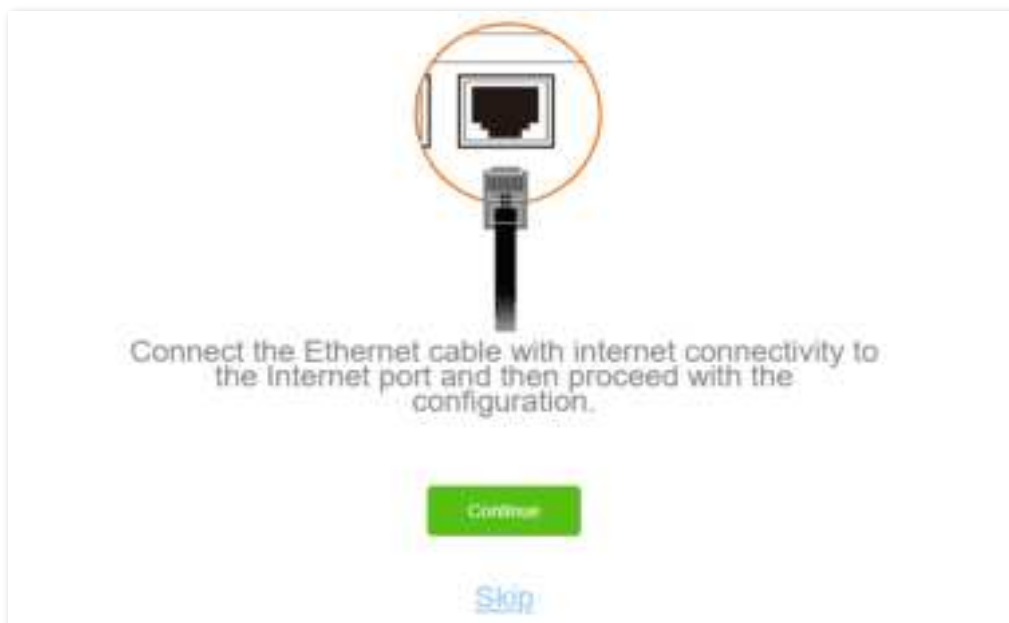 Connect the Ethernet cable with internet connectivity to
the Internet port and then proceed with the
configuration.
Continue
Skip